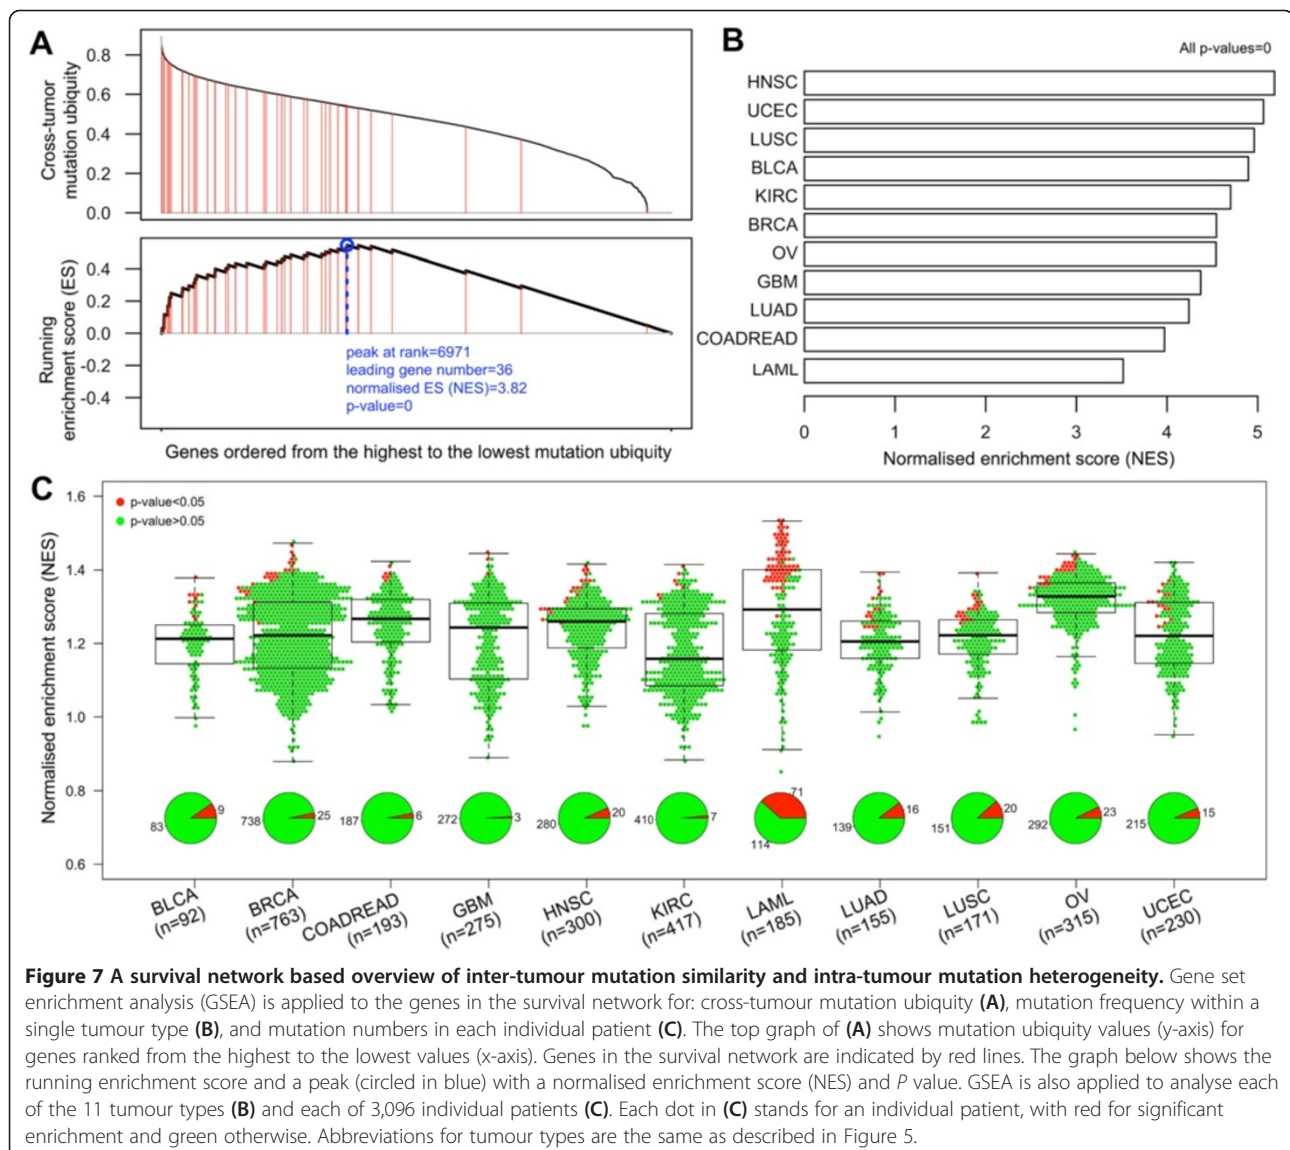 A
Cross-tumor
mutation ubiquity
0.8
0.6
0.4
0.2
0.0
Running
enrichment score (ES)
0.4
0.2
0.0
-0.2
-0.4
peak at rank=6971
leading gene number=36
normalised ES (NES)=3.82
p-value=0
Genes ordered from the highest to the lowest mutation ubiquity
B
All p-values=0
HNSC
UCEC
LUSC
BLCA
KIRC
BRCA
OV
GBM
LUAD
COADREAD
LAML
0 1 2 3 4 5
Normalised enrichment score (NES)
C
p-value<0.05
p-value>0.05
Normalised enrichment score (NES)
1.6
1.4
1.2
1.0
0.8
0.6
83 9
738 25
187 6
272 3
280 20
410 7
114 71
139 16
151 20
292 23
215 15
BLCA
(n=92)
BRCA
(n=763)
COADREAD
(n=193)
GBM
(n=275)
HNSC
(n=300)
KIRC
(n=417)
LAML
(n=185)
LUAD
(n=155)
LUSC
(n=171)
OV
(n=315)
UCEC
(n=230)
Figure 7 A survival network based overview of inter-tumour mutation similarity and intra-tumour mutation heterogeneity. Gene set
enrichment analysis (GSEA) is applied to the genes in the survival network for: cross-tumour mutation ubiquity (A), mutation frequency within a
single tumour type (B), and mutation numbers in each individual patient (C). The top graph of (A) shows mutation ubiquity values (y-axis) for
genes ranked from the highest to the lowest values (x-axis). Genes in the survival network are indicated by red lines. The graph below shows the
running enrichment score and a peak (circled in blue) with a normalised enrichment score (NES) and P value. GSEA is also applied to analyse each
of the 11 tumour types (B) and each of 3,096 individual patients (C). Each dot in (C) stands for an individual patient, with red for significant
enrichment and green otherwise. Abbreviations for tumour types are the same as described in Figure 5.